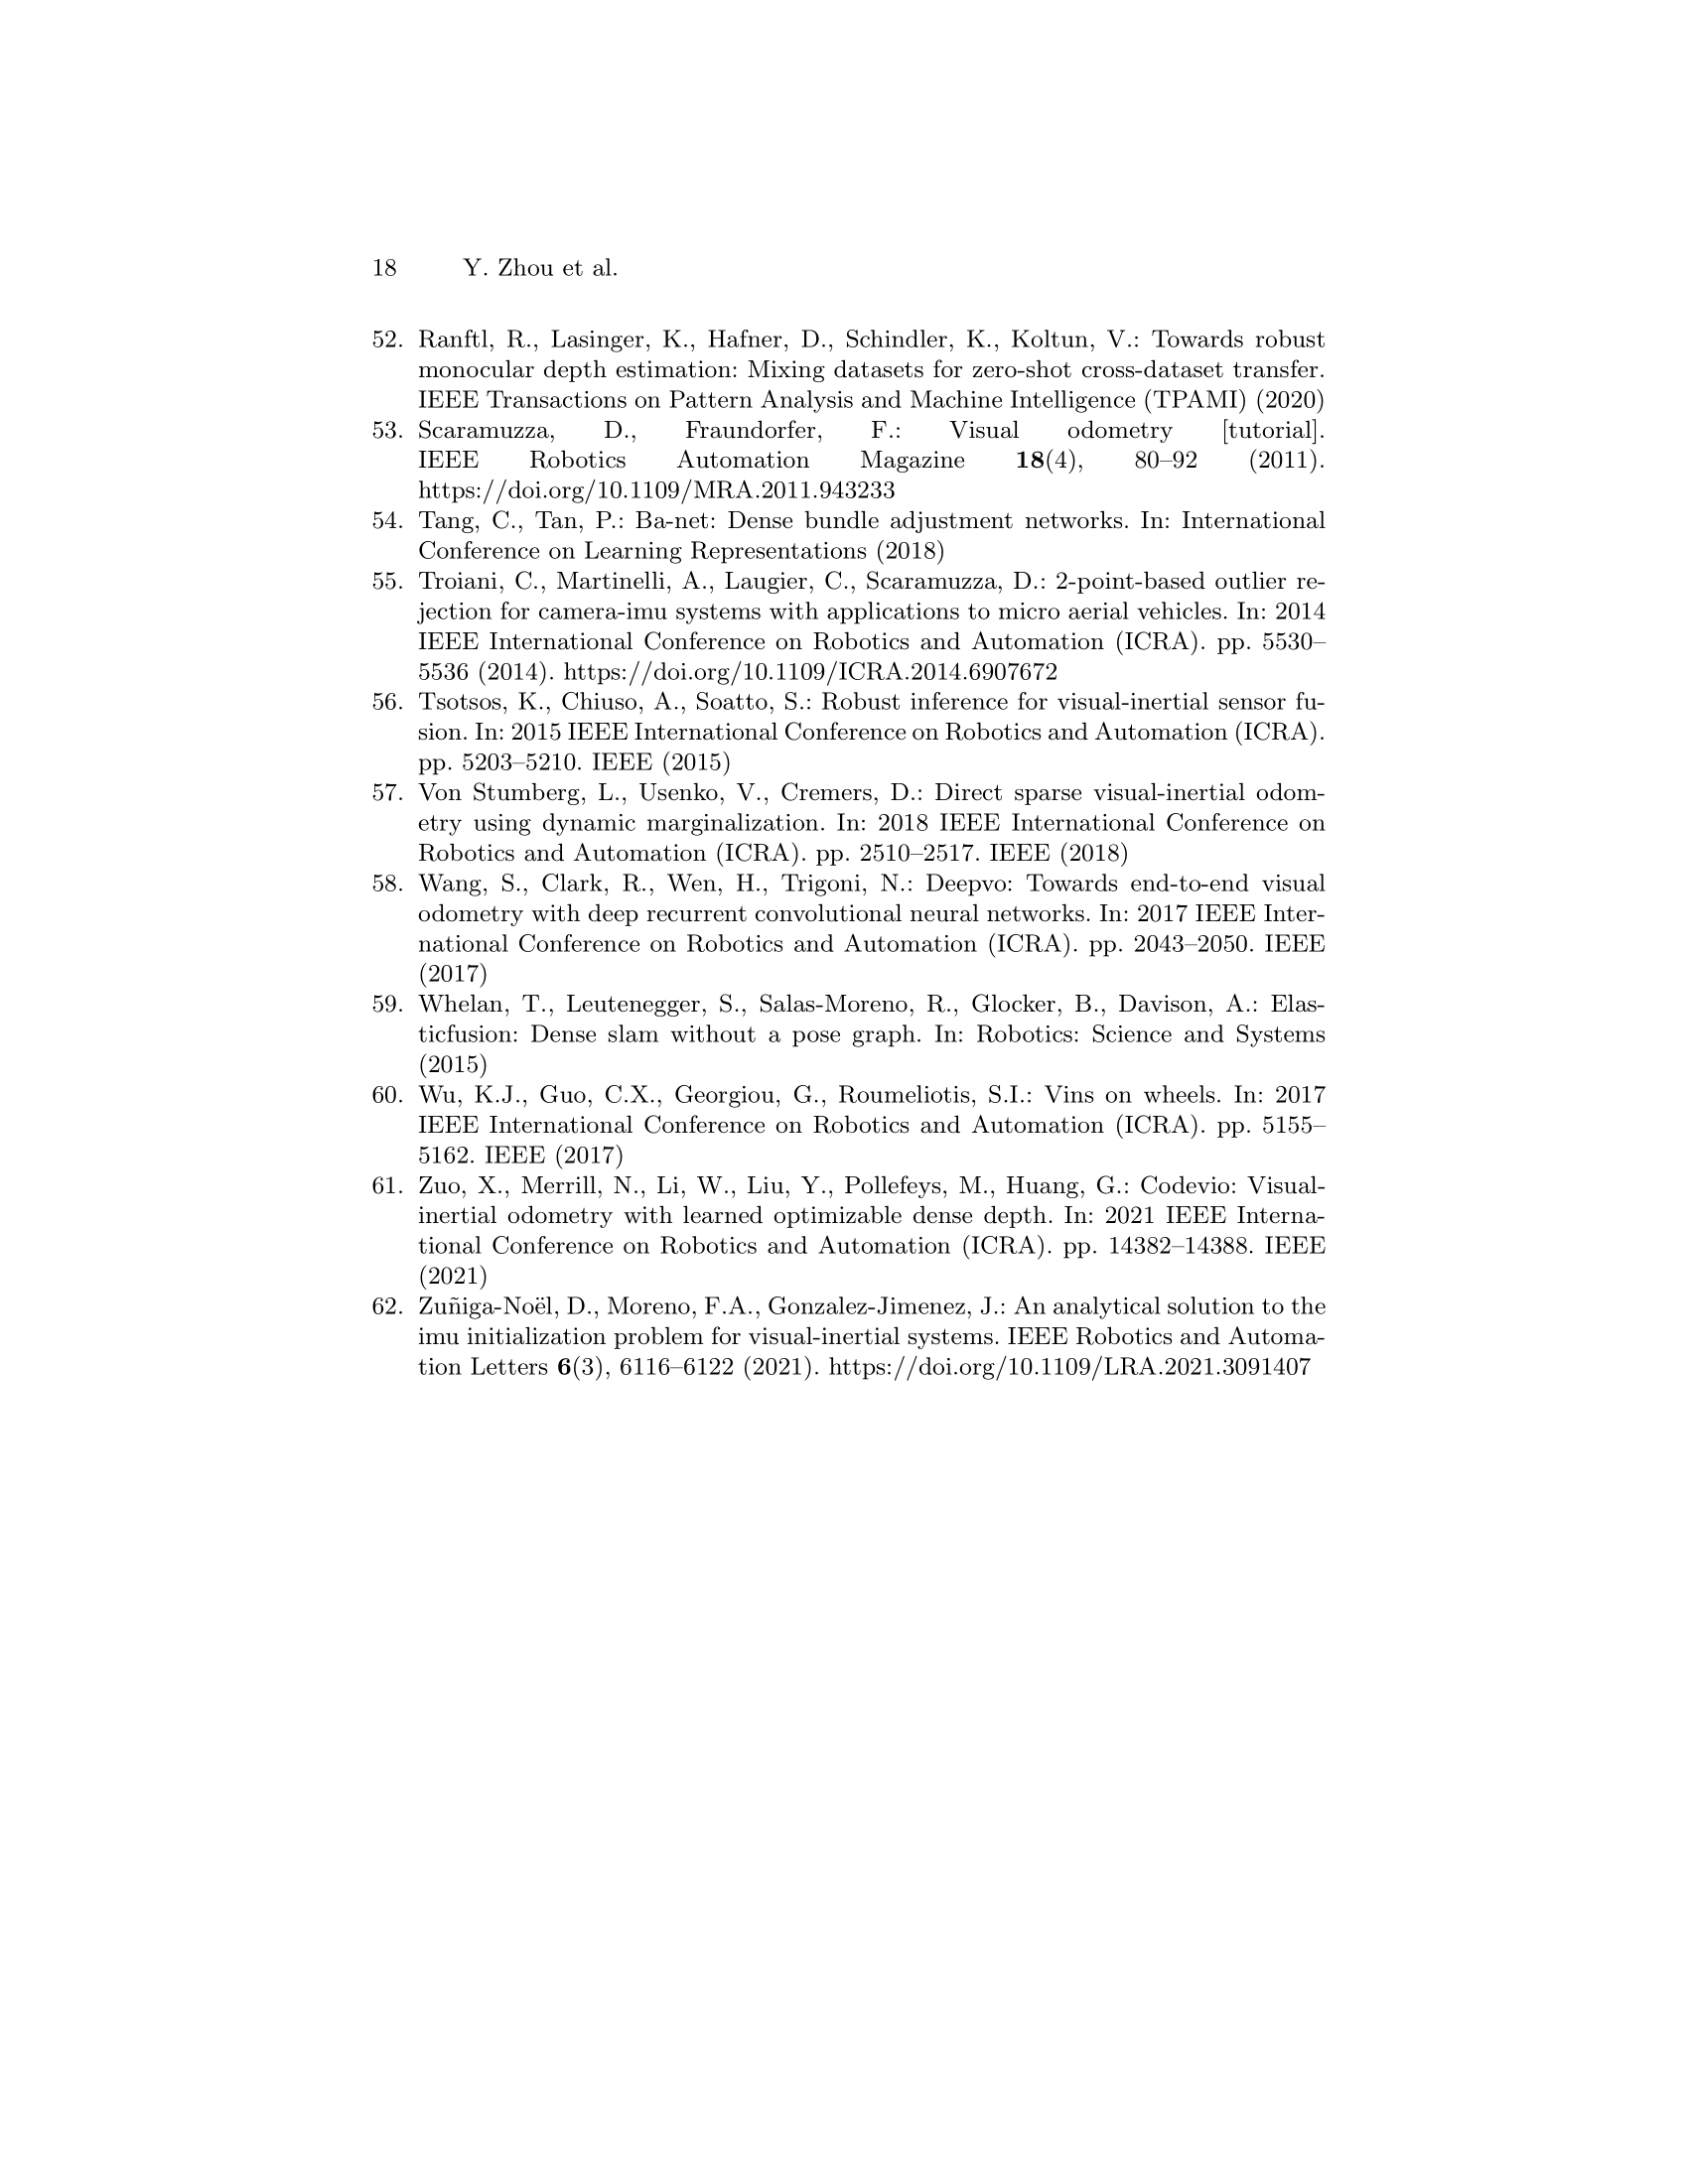 18 Y. Zhou et al.
52. Ranftl, R., Lasinger, K., Hafner, D., Schindler, K., Koltun, V.: Towards robust
monocular depth estimation: Mixing datasets for zero-shot cross-dataset transfer.
IEEE Transactions on Pattern Analysis and Machine Intelligence (TPAMI) (2020)
53. Scaramuzza, D., Fraundorfer, F.: Visual odometry [tutorial].
IEEE Robotics Automation Magazine 18(4), 80–92 (2011).
https://doi.org/10.1109/MRA.2011.943233
54. Tang, C., Tan, P.: Ba-net: Dense bundle adjustment networks. In: International
Conference on Learning Representations (2018)
55. Troiani, C., Martinelli, A., Laugier, C., Scaramuzza, D.: 2-point-based outlier re-
jection for camera-imu systems with applications to micro aerial vehicles. In: 2014
IEEE International Conference on Robotics and Automation (ICRA). pp. 5530–
5536 (2014). https://doi.org/10.1109/ICRA.2014.6907672
56. Tsotsos, K., Chiuso, A., Soatto, S.: Robust inference for visual-inertial sensor fu-
sion. In: 2015 IEEE International Conference on Robotics and Automation (ICRA).
pp. 5203–5210. IEEE (2015)
57. Von Stumberg, L., Usenko, V., Cremers, D.: Direct sparse visual-inertial odom-
etry using dynamic marginalization. In: 2018 IEEE International Conference on
Robotics and Automation (ICRA). pp. 2510–2517. IEEE (2018)
58. Wang, S., Clark, R., Wen, H., Trigoni, N.: Deepvo: Towards end-to-end visual
odometry with deep recurrent convolutional neural networks. In: 2017 IEEE Inter-
national Conference on Robotics and Automation (ICRA). pp. 2043–2050. IEEE
(2017)
59. Whelan, T., Leutenegger, S., Salas-Moreno, R., Glocker, B., Davison, A.: Elas-
ticfusion: Dense slam without a pose graph. In: Robotics: Science and Systems
(2015)
60. Wu, K.J., Guo, C.X., Georgiou, G., Roumeliotis, S.I.: Vins on wheels. In: 2017
IEEE International Conference on Robotics and Automation (ICRA). pp. 5155–
5162. IEEE (2017)
61. Zuo, X., Merrill, N., Li, W., Liu, Y., Pollefeys, M., Huang, G.: Codevio: Visual-
inertial odometry with learned optimizable dense depth. In: 2021 IEEE Interna-
tional Conference on Robotics and Automation (ICRA). pp. 14382–14388. IEEE
(2021)
62. Zuñiga-Noël, D., Moreno, F.A., Gonzalez-Jimenez, J.: An analytical solution to the
imu initialization problem for visual-inertial systems. IEEE Robotics and Automa-
tion Letters 6(3), 6116–6122 (2021). https://doi.org/10.1109/LRA.2021.3091407